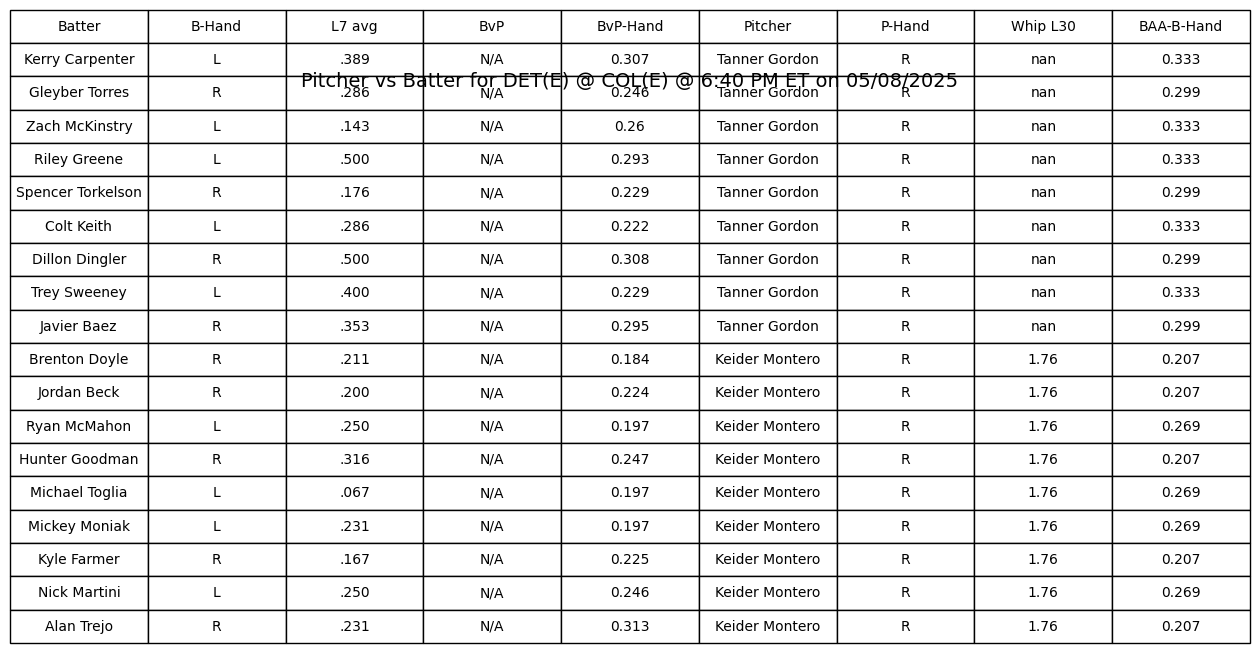 Batter B-Hand L7 avg BvP BvP-Hand Pitcher P-Hand Whip L30 BAA-B-Hand
Kerry Carpenter L .389 N/A 0.307 Tanner Gordon R nan 0.333
Pitcher vs Batter for DET(E) @ COL(E) @ 6:40 PM ET on 05/08/2025
Gleyber Torres R .286 N/A 0.246 Tanner Gordon R nan 0.299
Zach McKinstry L .143 N/A 0.26 Tanner Gordon R nan 0.333
Riley Greene L .500 N/A 0.293 Tanner Gordon R nan 0.333
Spencer Torkelson R .176 N/A 0.229 Tanner Gordon R nan 0.299
Colt Keith L .286 N/A 0.222 Tanner Gordon R nan 0.333
Dillon Dingler R .500 N/A 0.308 Tanner Gordon R nan 0.299
Trey Sweeney L .400 N/A 0.229 Tanner Gordon R nan 0.333
Javier Baez R .353 N/A 0.295 Tanner Gordon R nan 0.299
Brenton Doyle R .211 N/A 0.184 Keider Montero R 1.76 0.207
Jordan Beck R .200 N/A 0.224 Keider Montero R 1.76 0.207
Ryan McMahon L .250 N/A 0.197 Keider Montero R 1.76 0.269
Hunter Goodman R .316 N/A 0.247 Keider Montero R 1.76 0.207
Michael Toglia L .067 N/A 0.197 Keider Montero R 1.76 0.269
Mickey Moniak L .231 N/A 0.197 Keider Montero R 1.76 0.269
Kyle Farmer R .167 N/A 0.225 Keider Montero R 1.76 0.207
Nick Martini L .250 N/A 0.246 Keider Montero R 1.76 0.269
Alan Trejo R .231 N/A 0.313 Keider Montero R 1.76 0.207